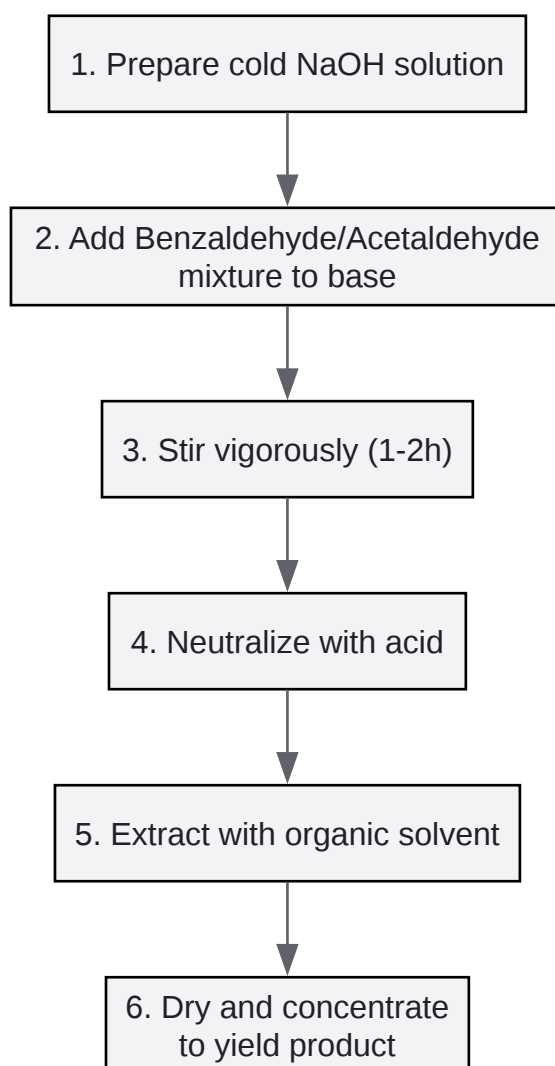 1. Prepare cold NaOH solution
2. Add Benzaldehyde/Acetaldehyde
mixture to base
3. Stir vigorously (1-2h)
4. Neutralize with acid
5. Extract with organic solvent
6. Dry and concentrate
to yield product